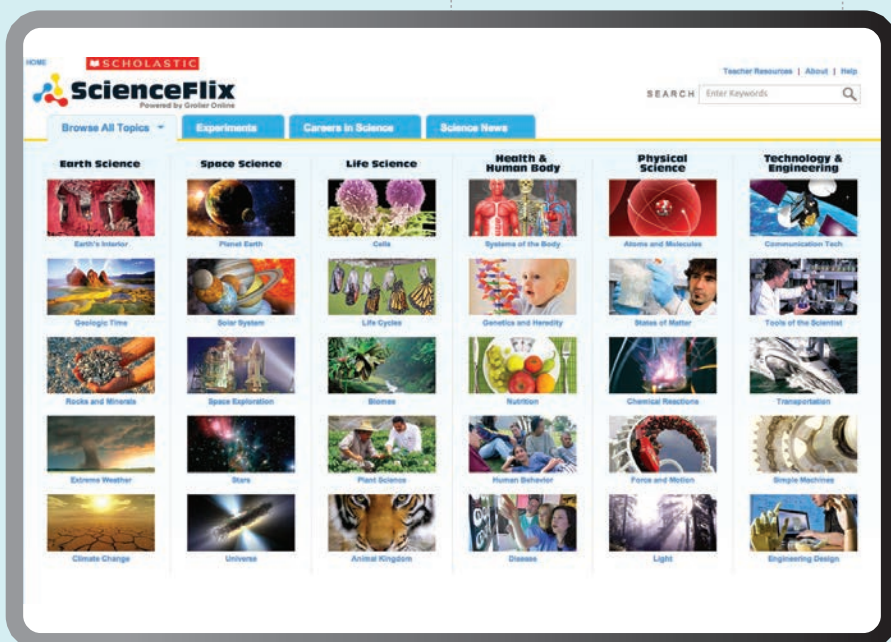 HOME
SCHOLASTIC
ScienceFlix
Powered by Grolier Online
Teacher Resources | About | Help
SEARCH Enter Keywords
Browse All Topics Experiments Careers in Science Science News
Earth Science Space Science Life Science Health & Human Body Physical Science Technology & Engineering
Earth's Interior Planet Earth Cells Systems of the Body Atoms and Molecules Communication Tech
Geologic Time Solar System Life Cycles Genetics and Heredity States of Matter Tools of the Scientist
Rocks and Minerals Space Exploration Biomes Nutrition Chemical Reactions Transportation
Extreme Weather Stars Plant Science Human Behavior Force and Motion Simple Machines
Climate Change Universe Animal Kingdom Disease Light Engineering Design